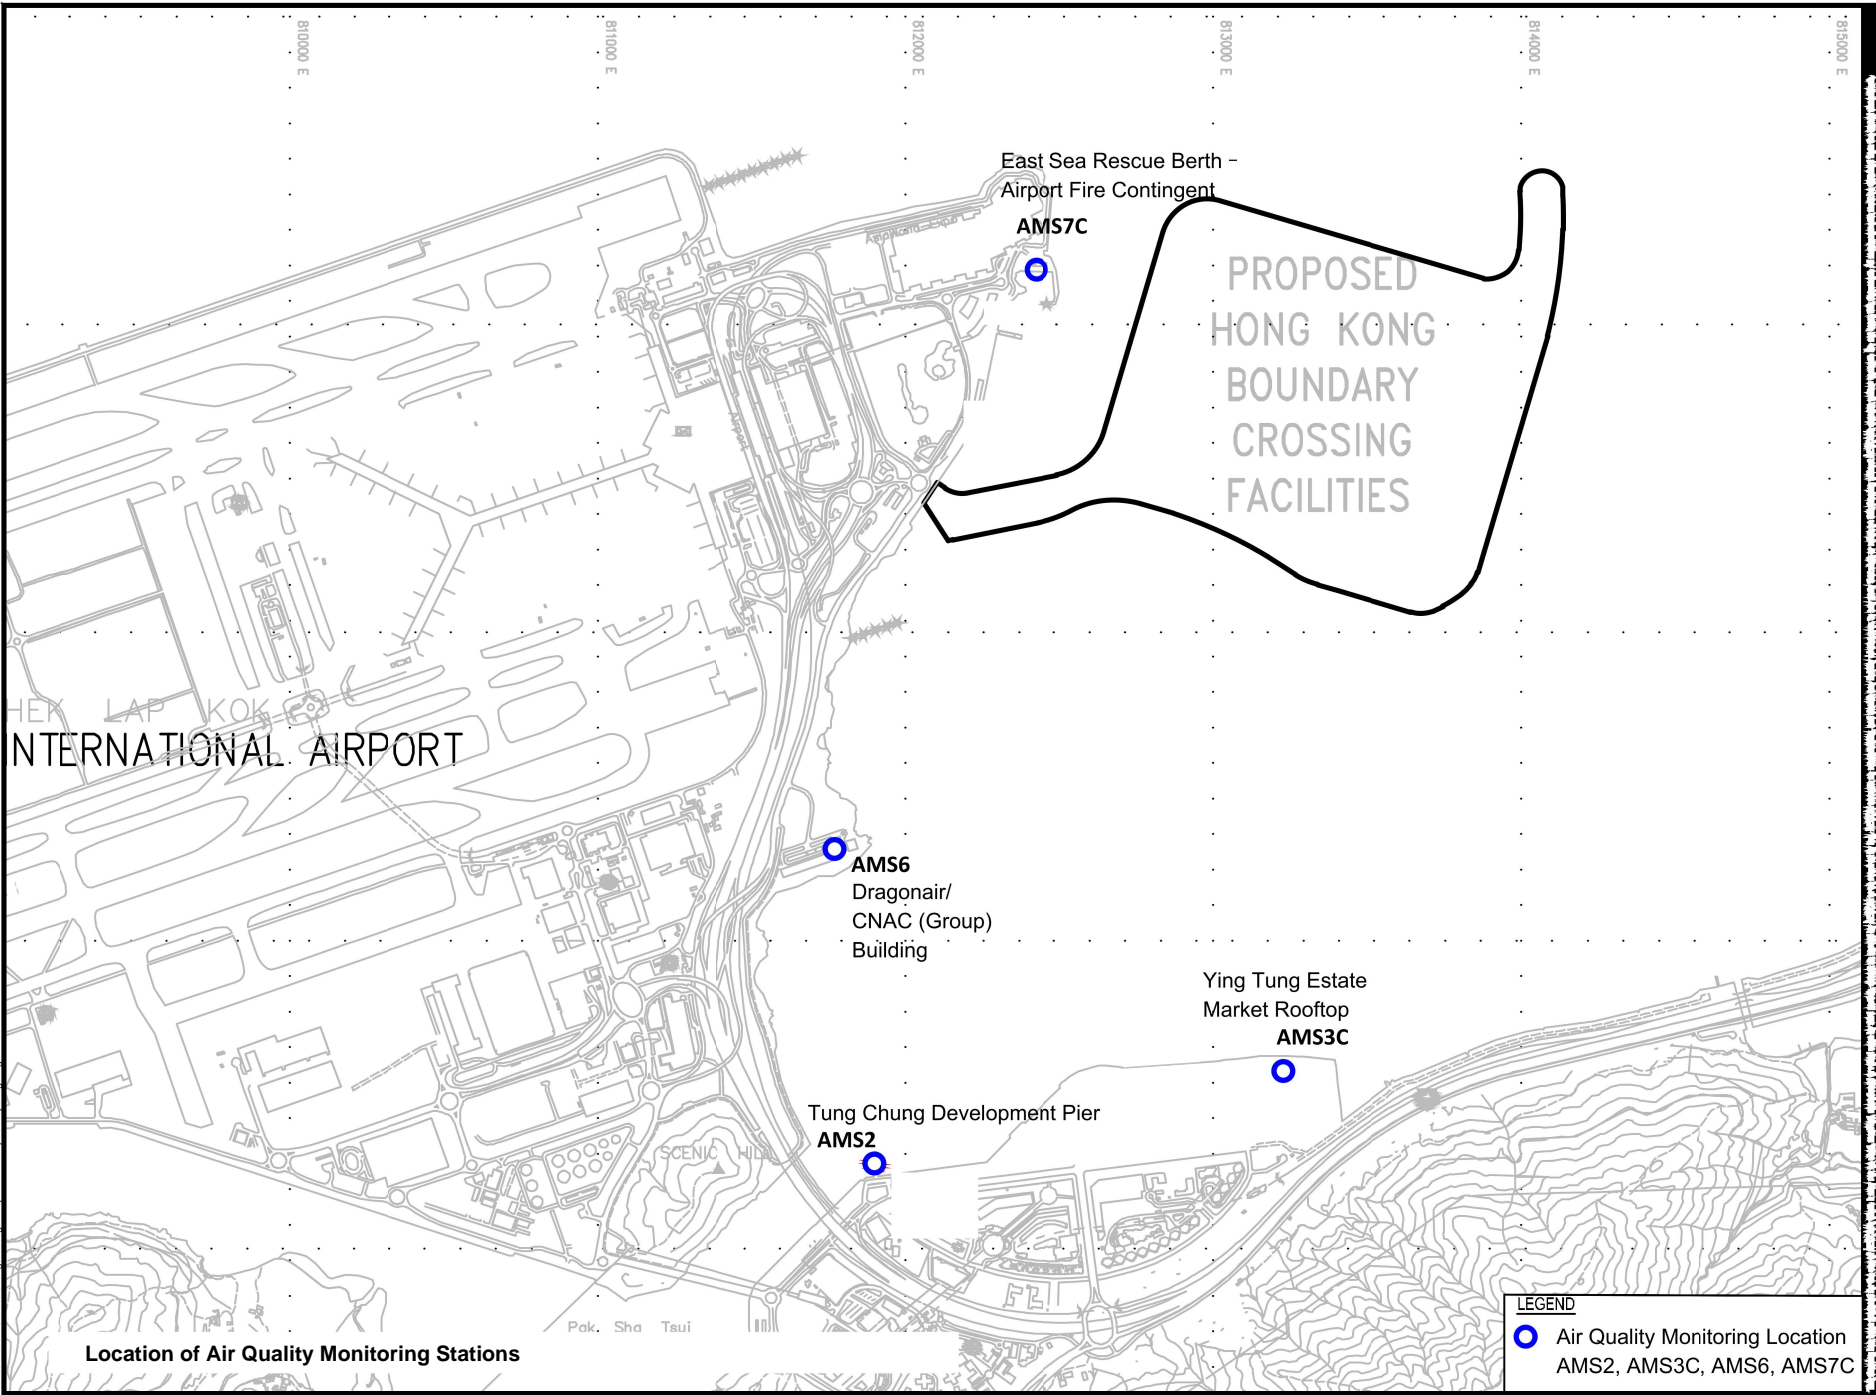 810000 E
811000 E
812000 E
813000 E
814000 E
815000 E
East Sea Rescue Berth –
Airport Fire Contingent
AMS7C
PROPOSED
HONG KONG
BOUNDARY
CROSSING
FACILITIES
Airport
HEK LAP KOK
INTERNATIONAL AIRPORT
AMS6
Dragonair/
CNAC (Group)
Building
Ying Tung Estate
Market Rooftop
AMS3C
Tung Chung Development Pier
AMS2
SCENIC HILL
Pak Sha Tsui
Location of Air Quality Monitoring Stations
LEGEND
Air Quality Monitoring Location
AMS2, AMS3C, AMS6, AMS7C